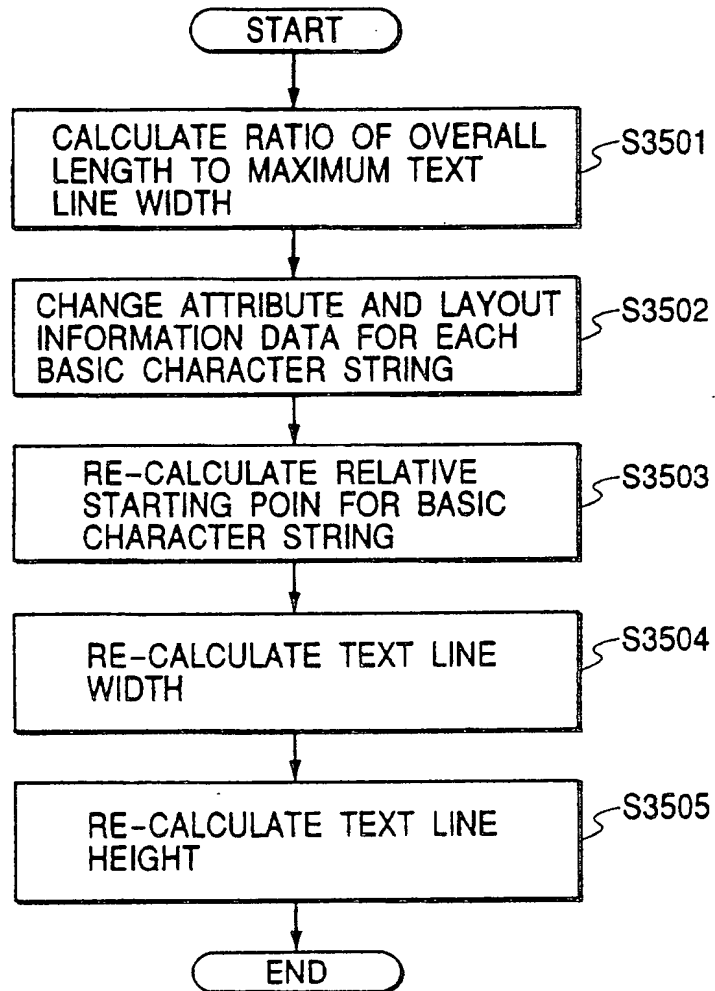 START
CALCULATE RATIO OF OVERALL
LENGTH TO MAXIMUM TEXT
LINE WIDTH
S3501
CHANGE ATTRIBUTE AND LAYOUT
INFORMATION DATA FOR EACH
BASIC CHARACTER STRING
S3502
RE-CALCULATE RELATIVE
STARTING POIN FOR BASIC
CHARACTER STRING
S3503
RE-CALCULATE TEXT LINE
WIDTH
S3504
RE-CALCULATE TEXT LINE
HEIGHT
S3505
END